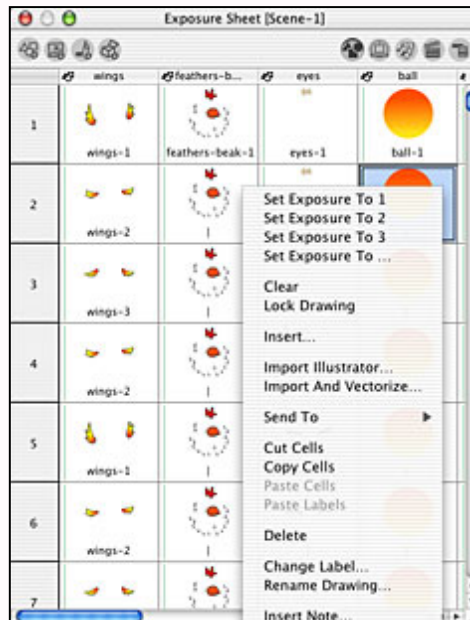 Exposure Sheet [Scene-1]
wings feathers-b... eyes ball
1
wings-1 feathers-beak-1 eyes-1 ball-1
2
wings-2
Set Exposure To 1
Set Exposure To 2
Set Exposure To 3
Set Exposure To ...
3
wings-3
Clear
Lock Drawing
Insert...
4
wings-2
Import Illustrator...
Import And Vectorize...
Send To
5
wings-1
Cut Cells
Copy Cells
Paste Cells
Paste Labels
6
wings-2
Delete
Change Label...
Rename Drawing...
7
Insert Note...